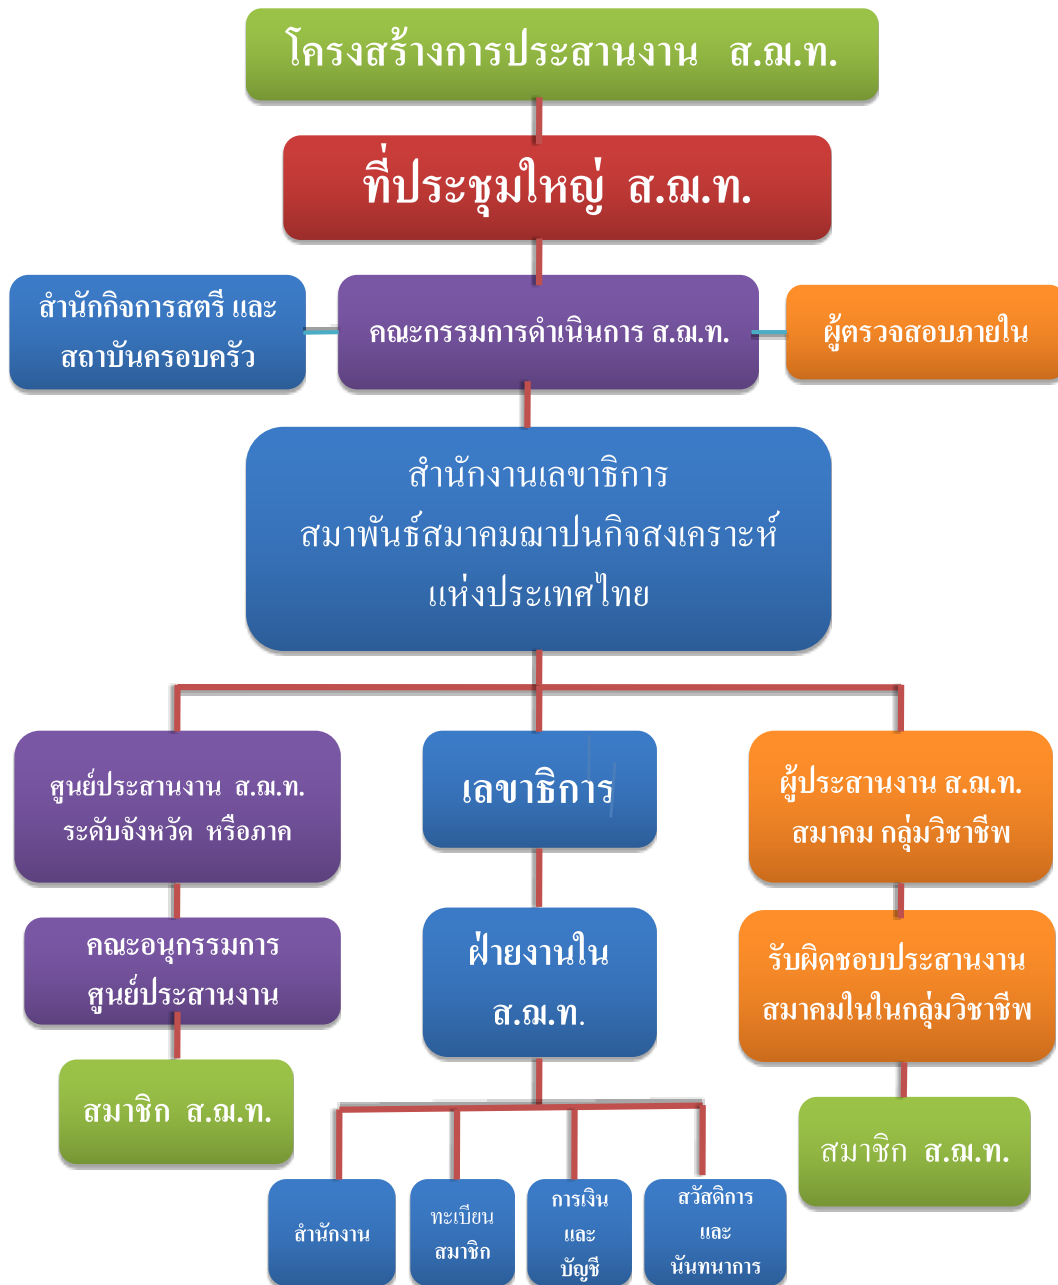 โครงสร้างการประสานงาน ส.ฌ.ท.
ที่ประชุมใหญ่ ส.ฌ.ท.
สำนักกิจการสตรี และ
สถาบันครอบครัว
คณะกรรมการดำเนินการ ส.ฌ.ท.
ผู้ตรวจสอบภายใน
สำนักงานเลขาธิการ
สมาพันธ์สมาคมฌาปนกิจสงเคราะห์
แห่งประเทศไทย
ศูนย์ประสานงาน ส.ฌ.ท.
ระดับจังหวัด หรือภาค
เลขาธิการ
ผู้ประสานงาน ส.ฌ.ท.
สมาคม กลุ่มวิชาชีพ
คณะอนุกรรมการ
ศูนย์ประสานงาน
ฝ่ายงานใน
ส.ฌ.ท.
รับผิดชอบประสานงาน
สมาคมในในกลุ่มวิชาชีพ
สมาชิก ส.ฌ.ท.
สมาชิก ส.ฌ.ท.
สำนักงาน
ทะเบียน
สมาชิก
การเงิน
และ
บัญชี
สวัสดิการ
และ
นันทนาการ